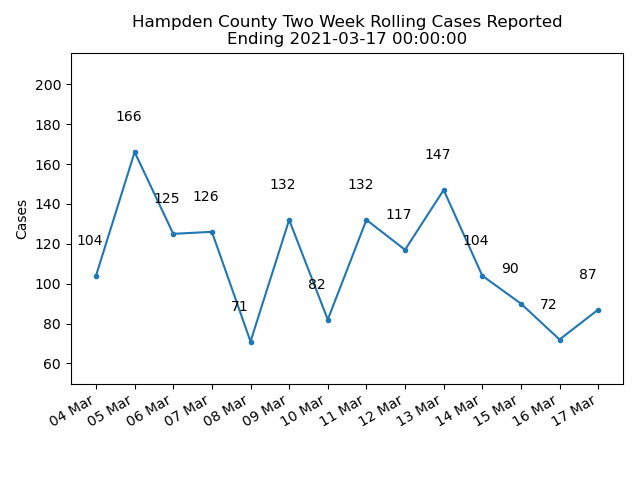 Hampden County Two Week Rolling Cases Reported
Ending 2021-03-17 00:00:00
Cases
200
180
160
140
120
100
80
60
104
166
125
126
71
132
82
132
117
147
104
90
72
87
04 Mar
05 Mar
06 Mar
07 Mar
08 Mar
09 Mar
10 Mar
11 Mar
12 Mar
13 Mar
14 Mar
15 Mar
16 Mar
17 Mar